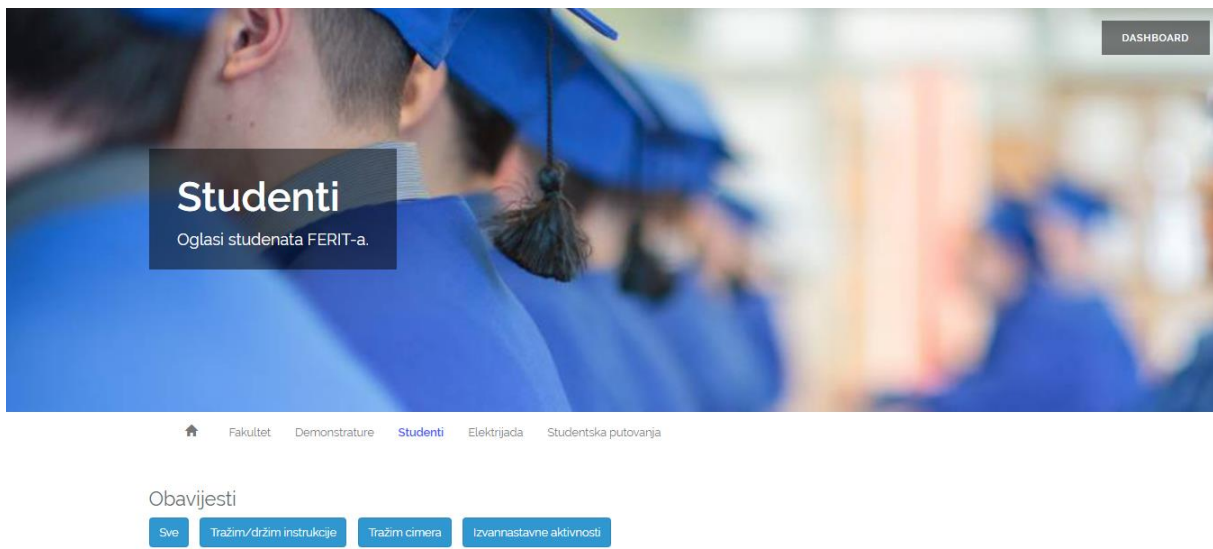 DASHBOARD
Studenti
Oglasi studenata FERIT-a.
Fakultet Demonstrature Studenti Elektrijada Studentska putovanja
Obavijesti
Sve Tražim/držim instrukcije Tražim cimera Izvannastavne aktivnosti